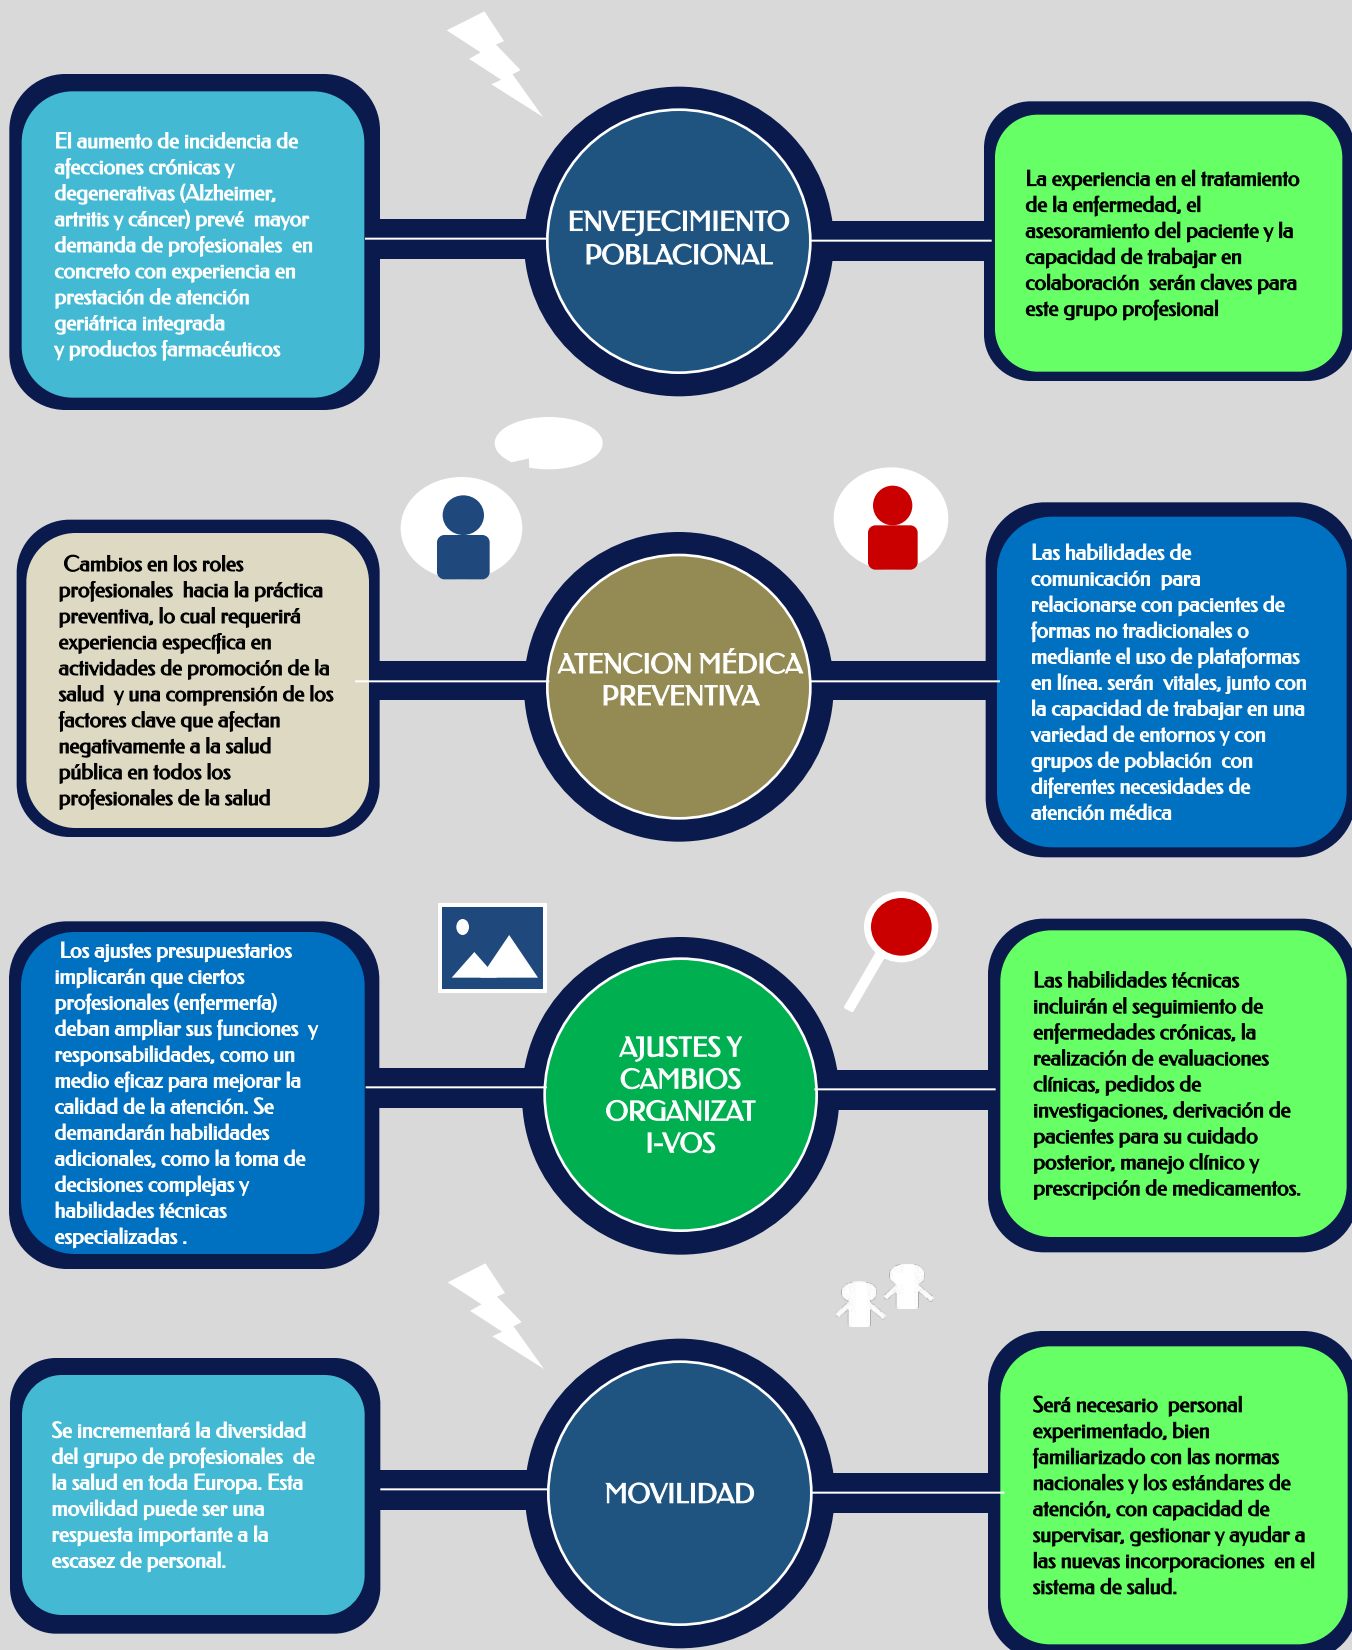 El aumento de incidencia de
afecciones crónicas y
degenerativas (Alzheimer,
artritis y cáncer) prevé mayor
demanda de profesionales en
concreto con experiencia en
prestación de atención
geriátrica integrada
y productos farmacéuticos
ENVEJECIMIENTO
POBLACIONAL
La experiencia en el tratamiento
de la enfermedad, el
asesoramiento del paciente y la
capacidad de trabajar en
colaboración serán claves para
este grupo profesional
Cambios en los roles
profesionales hacia la práctica
preventiva, lo cual requerirá
experiencia específica en
actividades de promoción de la
salud y una comprensión de los
factores clave que afectan
negativamente a la salud
pública en todos los
profesionales de la salud
ATENCION MÉDICA
PREVENTIVA
Las habilidades de
comunicación para
relacionarse con pacientes de
formas no tradicionales o
mediante el uso de plataformas
en línea. serán vitales, junto con
la capacidad de trabajar en una
variedad de entornos y con
grupos de población con
diferentes necesidades de
atención médica
Los ajustes presupuestarios
implicarán que ciertos
profesionales (enfermería)
deban ampliar sus funciones y
responsabilidades, como un
medio eficaz para mejorar la
calidad de la atención. Se
demandarán habilidades
adicionales, como la toma de
decisiones complejas y
habilidades técnicas
especializadas .
AJUSTES Y
CAMBIOS
ORGANIZAT
I-VOS
Las habilidades técnicas
incluirán el seguimiento de
enfermedades crónicas, la
realización de evaluaciones
clínicas, pedidos de
investigaciones, derivación de
pacientes para su cuidado
posterior, manejo clínico y
prescripción de medicamentos.
Se incrementará la diversidad
del grupo de profesionales de
la salud en toda Europa. Esta
movilidad puede ser una
respuesta importante a la
escasez de personal.
MOVILIDAD
Será necesario personal
experimentado, bien
familiarizado con las normas
nacionales y los estándares de
atención, con capacidad de
supervisar, gestionar y ayudar a
las nuevas incorporaciones en el
sistema de salud.